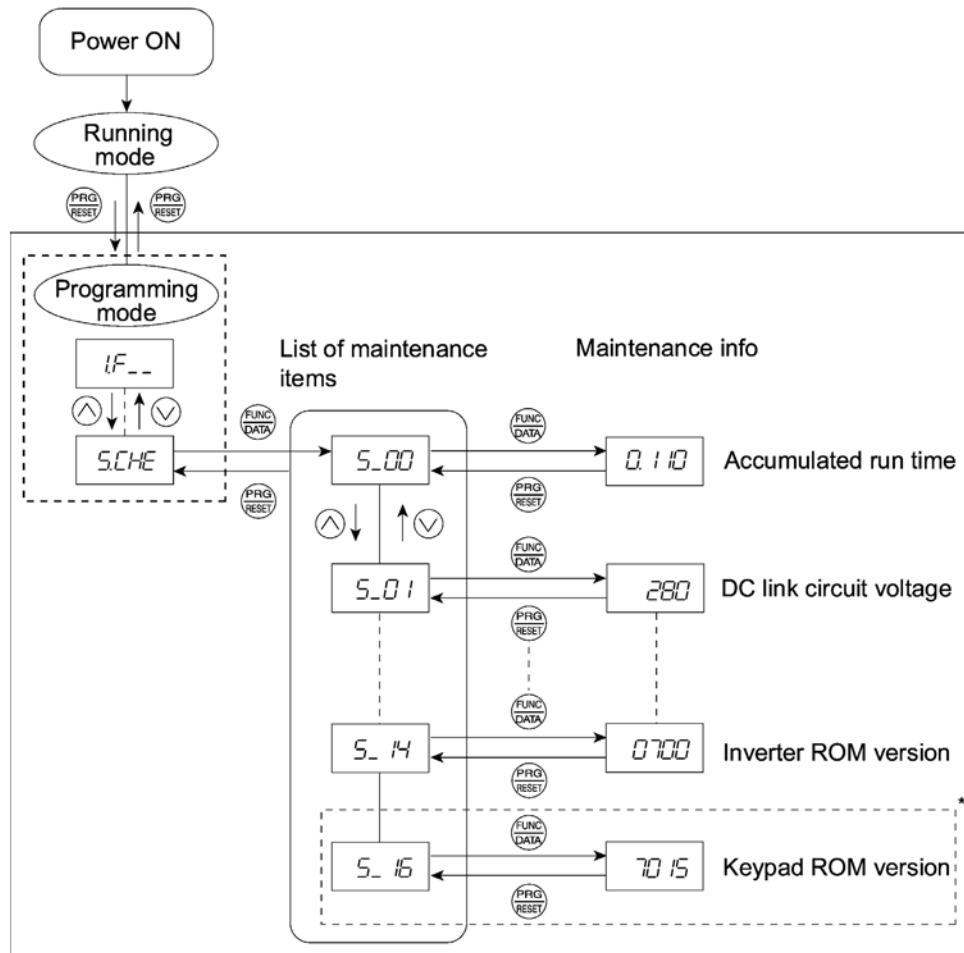 Power ON
Running
mode
PRG
RESET
PRG
RESET
Programming
mode
1.F_ _
5.CHE
List of maintenance
items
Maintenance info
FUNC
DATA
PRG
RESET
5_00
FUNC
DATA
PRG
RESET
0.110
Accumulated run time
5_01
FUNC
DATA
PRG
RESET
280
DC link circuit voltage
5_14
FUNC
DATA
PRG
RESET
0700
Inverter ROM version
*
5_16
FUNC
DATA
PRG
RESET
7015
Keypad ROM version